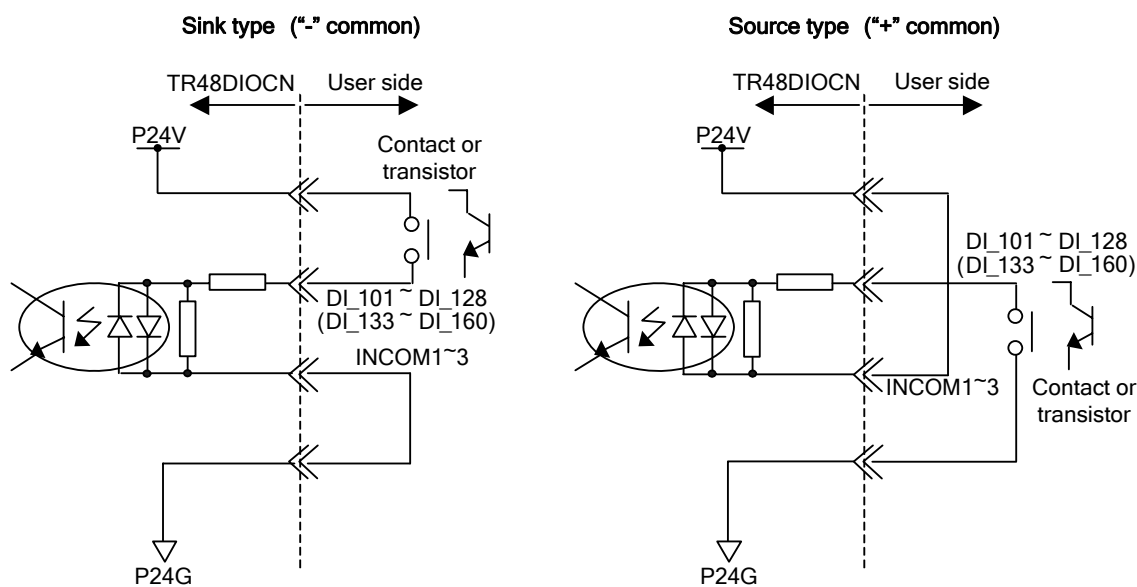 Sink type ("-" common)
TR48DIOCN
User side
P24V
Contact or
transistor
DI_101 ~ DI_128
(DI_133 ~ DI_160)
INCOM1~3
P24G
Source type ("+" common)
TR48DIOCN
User side
P24V
DI_101 ~ DI_128
(DI_133 ~ DI_160)
INCOM1~3
Contact or
transistor
P24G